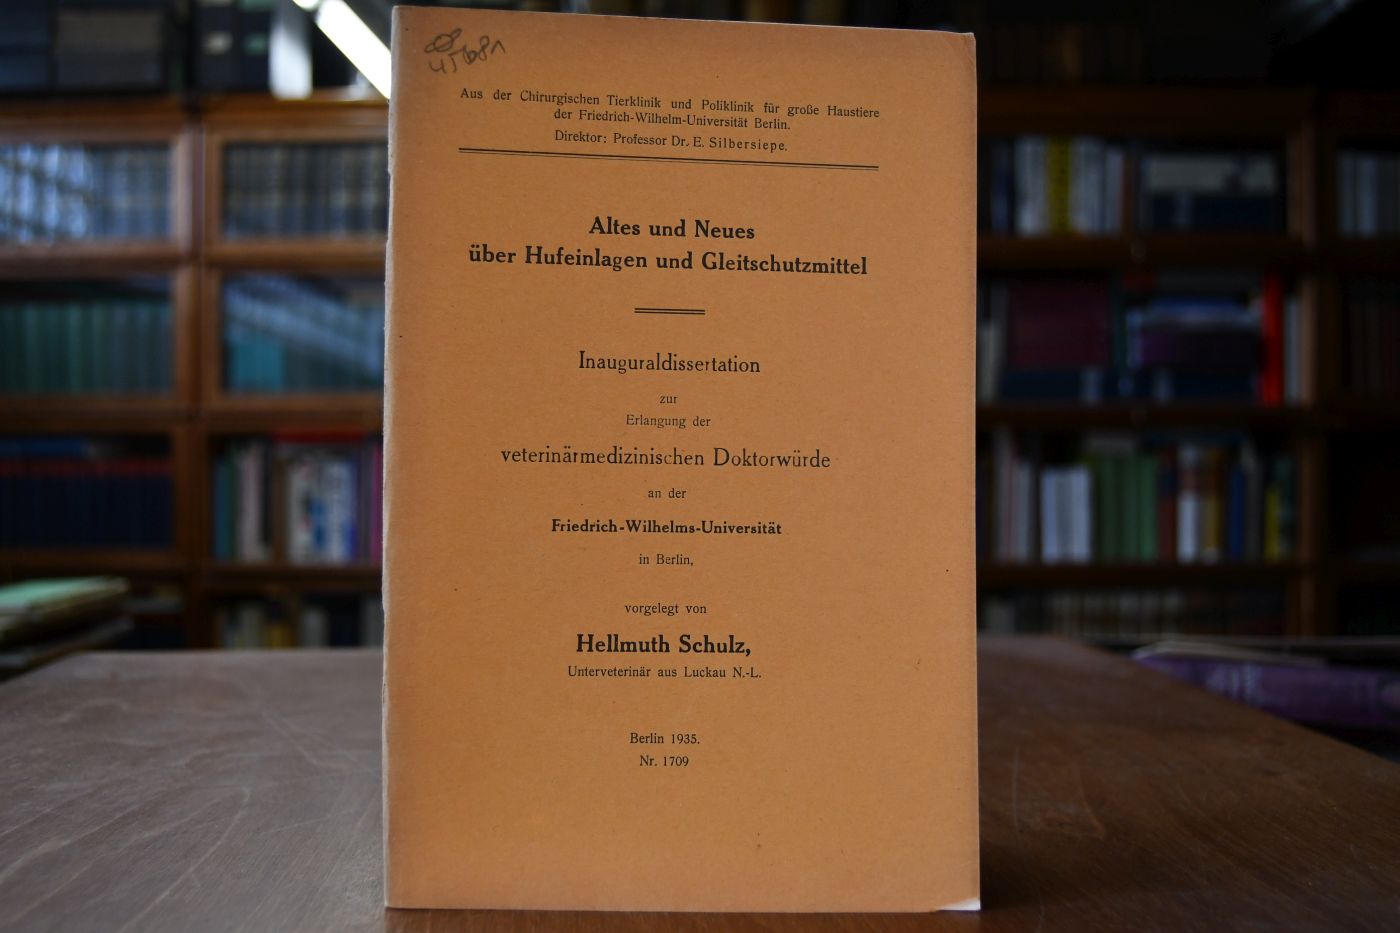 45681
Aus der Chirurgischen Tierklinik und Poliklinik für große Haustiere
der Friedrich-Wilhelm-Universität Berlin.
Direktor: Professor Dr. E. Silbersiepe.
Altes und Neues
über Hufeinlagen und Gleitschutzmittel
Inauguraldissertation
zur
Erlangung der
veterinärmedizinischen Doktorwürde
an der
Friedrich-Wilhelms-Universität
in Berlin,
vorgelegt von
Hellmuth Schulz,
Unterveterinär aus Luckau N.-L.
Berlin 1935.
Nr. 1709